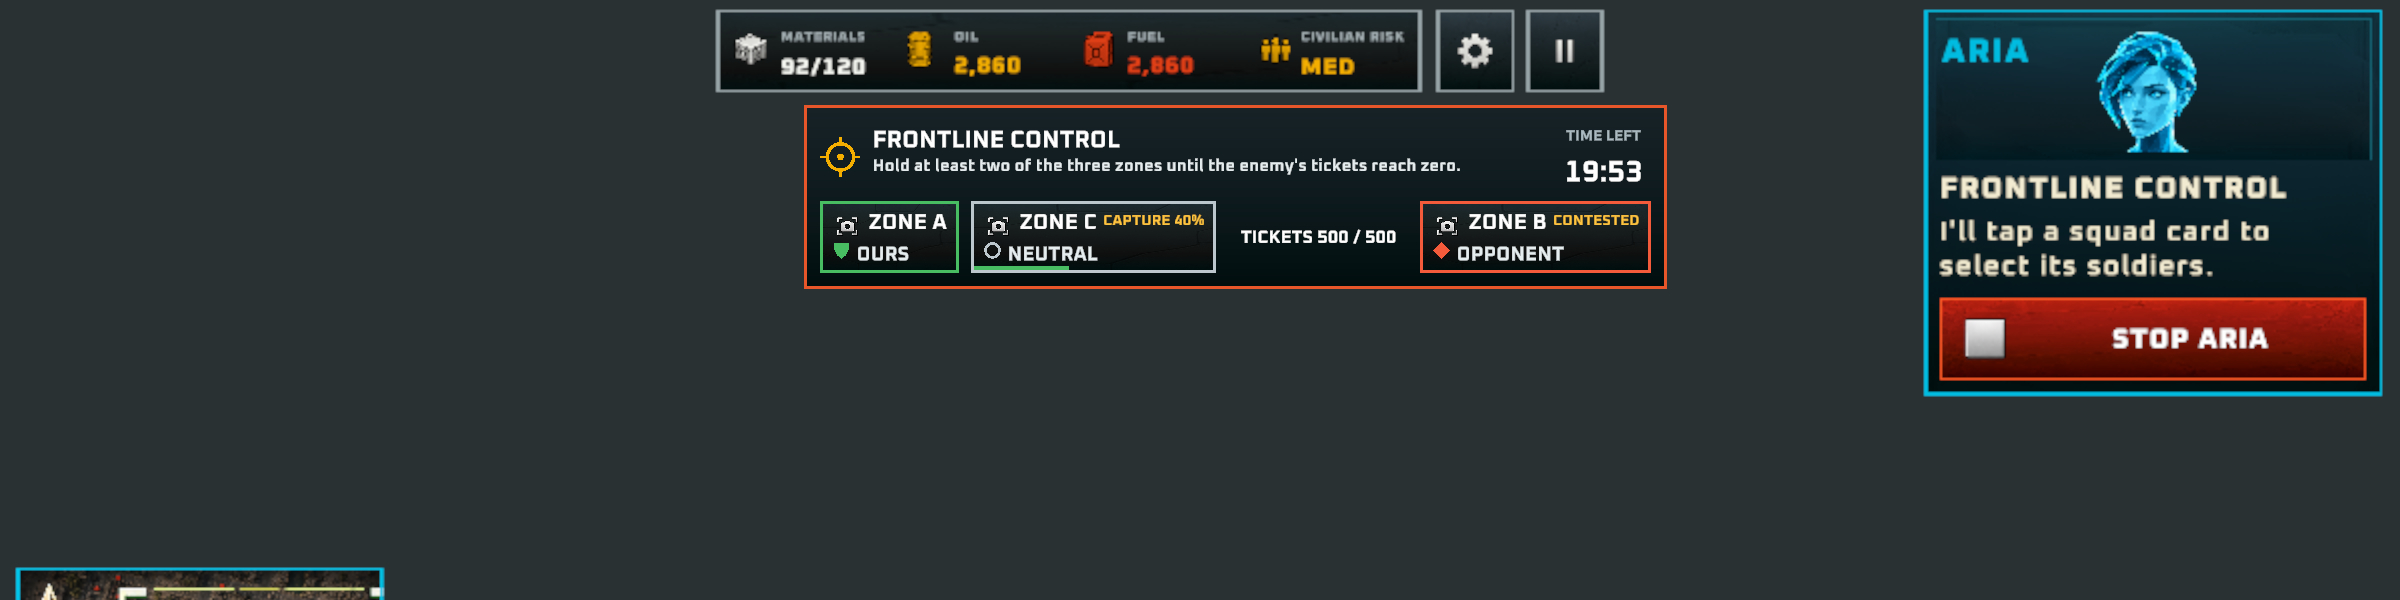 MATERIALS
92/120
OIL
2,860
FUEL
2,860
CIVILIAN RISK
MED
FRONTLINE CONTROL
Hold at least two of the three zones until the enemy's tickets reach zero.
TIME LEFT
19:53
ZONE A
OURS
ZONE C CAPTURE 40%
NEUTRAL
TICKETS 500 / 500
ZONE B CONTESTED
OPPONENT
ARIA
FRONTLINE CONTROL
I'll tap a squad card to
select its soldiers.
STOP ARIA